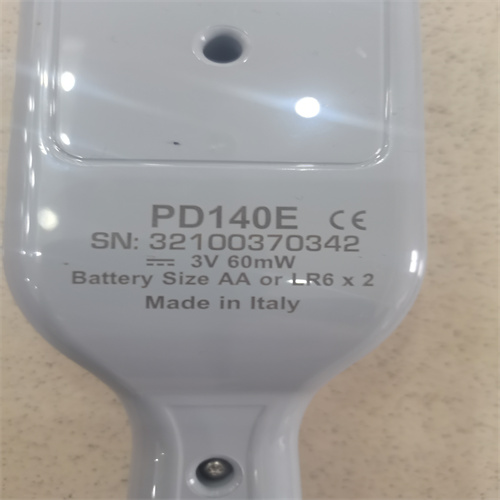 PD140E CE
SN: 32100370342
⎓ 3V 60mW
Battery Size AA or LR6 x 2
Made in Italy